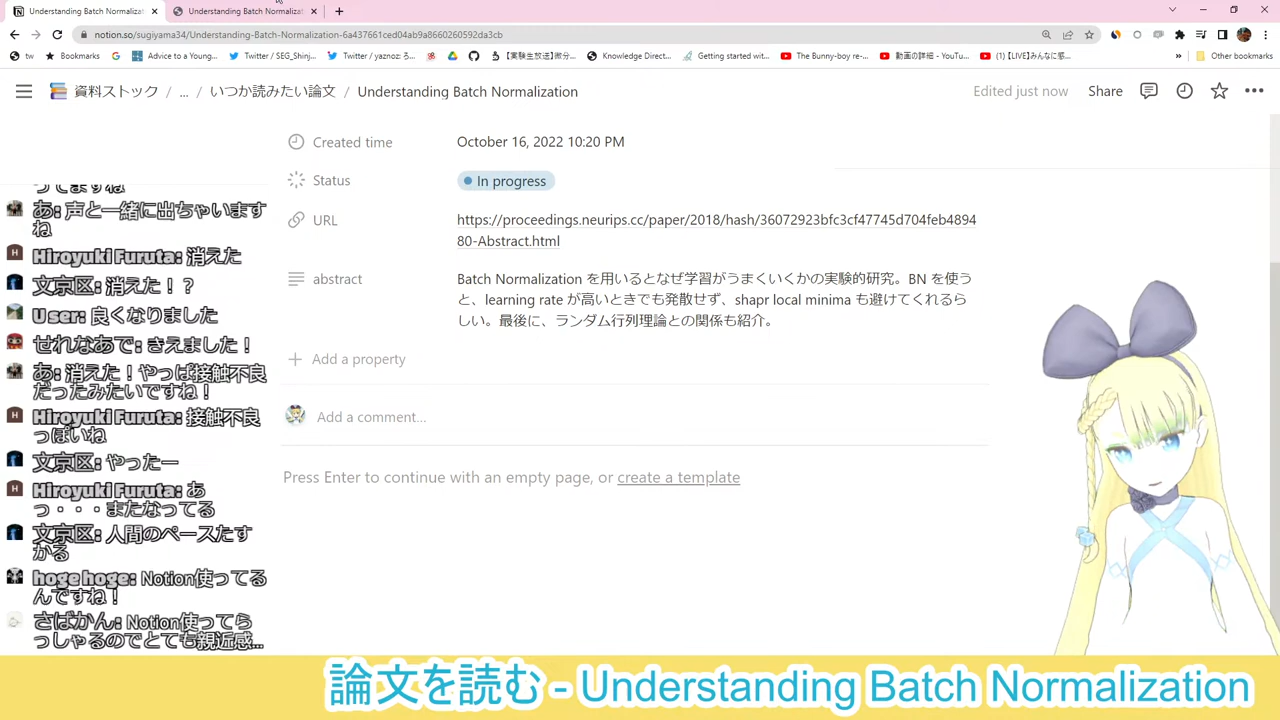 Understanding Batch Normalizati
Understanding Batch Normalizat
notion.so/sugiyama34/Understanding-Batch-Normalization-6a437661ced04ab9a8660260592da3cb
tw
Bookmarks
Advice to a Young...
Twitter / SEG_Shinj...
Twitter / yaznoz ろ...
【実験生放送】微分...
Knowledge Direct...
Getting started wit...
The Bunny-boy re-...
動画の詳細 - YouTu...
(1)【LIVE】みんなに感...
Other bookmarks
資料ストック / ... / いつか読みたい論文 / Understanding Batch Normalization
Edited just now
Share
Created time
October 16, 2022 10:20 PM
Status
In progress
URL
https://proceedings.neurips.cc/paper/2018/hash/36072923bfc3cf47745d704feb4894
80-Abstract.html
abstract
Batch Normalization を用いるとなぜ学習がうまくいくかの実験的研究。BN を使う
と、learning rate が高いときでも発散せず、shapr local minima も避けてくれるら
しい。最後に、ランダム行列理論との関係も紹介。
Add a property
Add a comment...
Press Enter to continue with an empty page, or create a template
ってますね
あ: 声と一緒に出ちゃいます
ね
Hiroyuki Furuta: 消えた
文京区: 消えた！？
User: 良くなりました
せれなあで: きえました！
あ: 消えた！やっぱ接触不良
だったみたいですね！
Hiroyuki Furuta: 接触不良
っぽいね
文京区: やったー
Hiroyuki Furuta: あ
っ・・・またなってる
文京区: 人間のベースたす
かる
hoge hoge: Notion使ってる
んですね！
さばかん: Notion使ってら
っしゃるのでとても親近感...
論文を読む - Understanding Batch Normalization